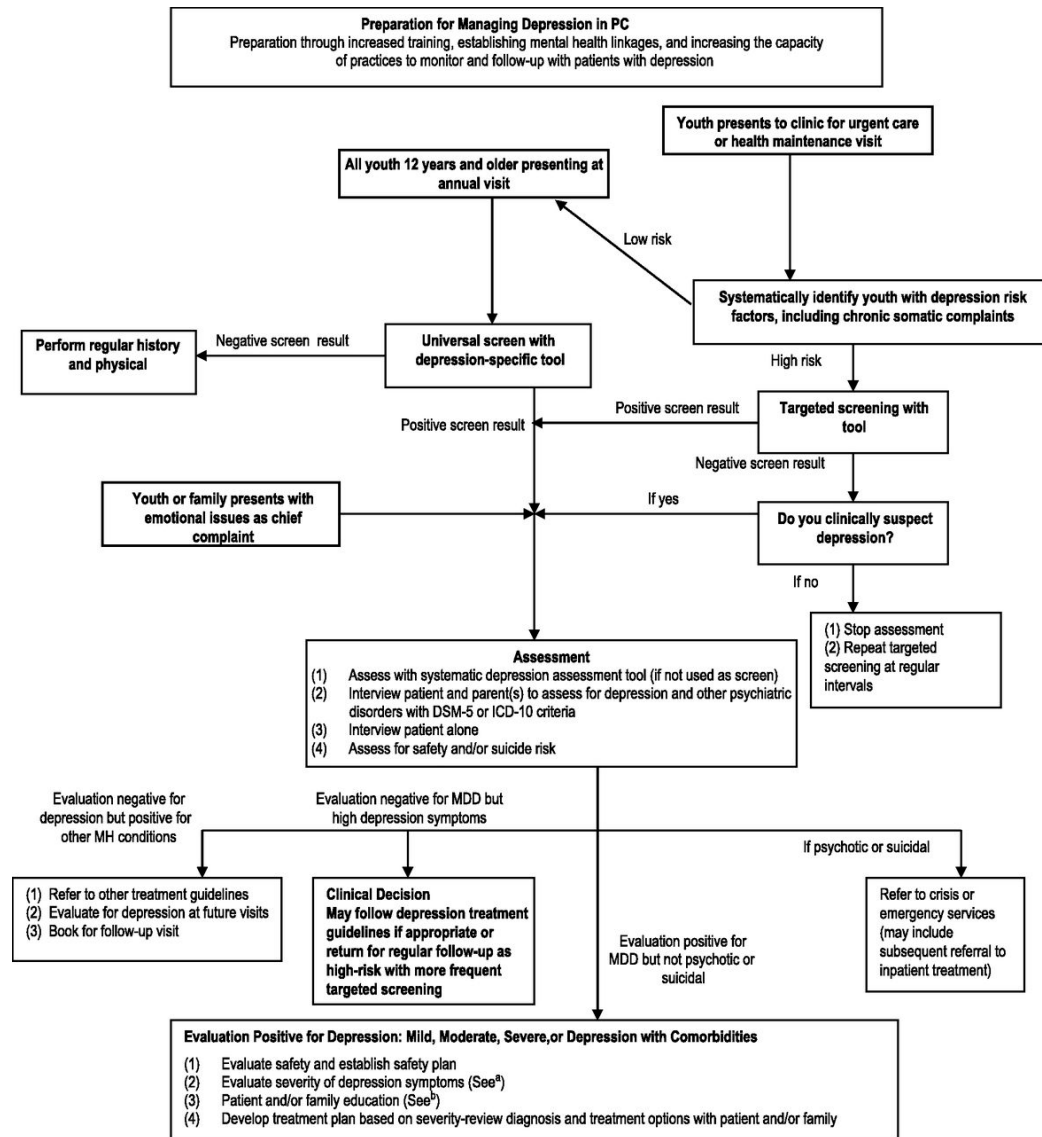 Preparation for Managing Depression in PC
Preparation through increased training, establishing mental health linkages, and increasing the capacity
of practices to monitor and follow-up with patients with depression
Youth presents to clinic for urgent care
or health maintenance visit
All youth 12 years and older presenting at
annual visit
Low risk
Systematically identify youth with depression risk
factors, including chronic somatic complaints
Perform regular history
and physical
Negative screen result
Universal screen with
depression-specific tool
High risk
Positive screen result
Positive screen result
Targeted screening with
tool
Negative screen result
Youth or family presents with
emotional issues as chief
complaint
If yes
Do you clinically suspect
depression?
If no
(1) Stop assessment
(2) Repeat targeted
screening at regular
intervals
Assessment
(1) Assess with systematic depression assessment tool (if not used as screen)
(2) Interview patient and parent(s) to assess for depression and other psychiatric
disorders with DSM-5 or ICD-10 criteria
(3) Interview patient alone
(4) Assess for safety and/or suicide risk
Evaluation negative for
depression but positive for
other MH conditions
Evaluation negative for MDD but
high depression symptoms
If psychotic or suicidal
(1) Refer to other treatment guidelines
(2) Evaluate for depression at future visits
(3) Book for follow-up visit
Clinical Decision
May follow depression treatment
guidelines if appropriate or
return for regular follow-up as
high-risk with more frequent
targeted screening
Evaluation positive for
MDD but not psychotic or
suicidal
Refer to crisis or
emergency services
(may include
subsequent referral to
inpatient treatment)
Evaluation Positive for Depression: Mild, Moderate, Severe,or Depression with Comorbidities
(1) Evaluate safety and establish safety plan
(2) Evaluate severity of depression symptoms (Seeᵃ)
(3) Patient and/or family education (Seeᵇ)
(4) Develop treatment plan based on severity-review diagnosis and treatment options with patient and/or family